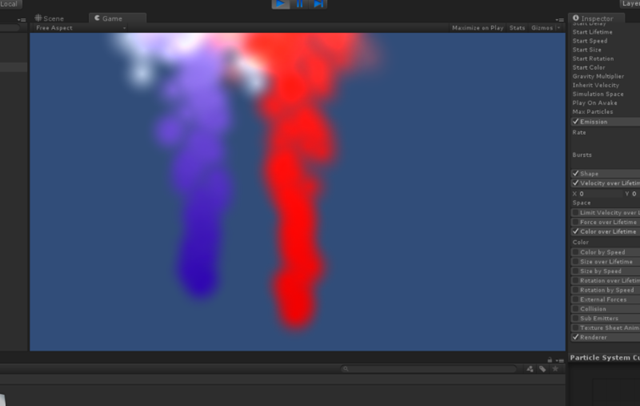 Local
Layer
Scene
Game
Free Aspect
Maximize on Play
Stats
Gizmos
Inspector
Start Delay
Start Lifetime
Start Speed
Start Size
Start Rotation
Start Color
Gravity Multiplier
Inherit Velocity
Simulation Space
Play On Awake
Max Particles
Emission
Rate
Bursts
Shape
Velocity over Lifetim
X 0 Y 0
Space
Limit Velocity over L
Force over Lifetime
Color over Lifetime
Color
Color by Speed
Size over Lifetime
Size by Speed
Rotation over Lifetim
Rotation by Speed
External Forces
Collision
Sub Emitters
Texture Sheet Anim
Renderer
Particle System Cu